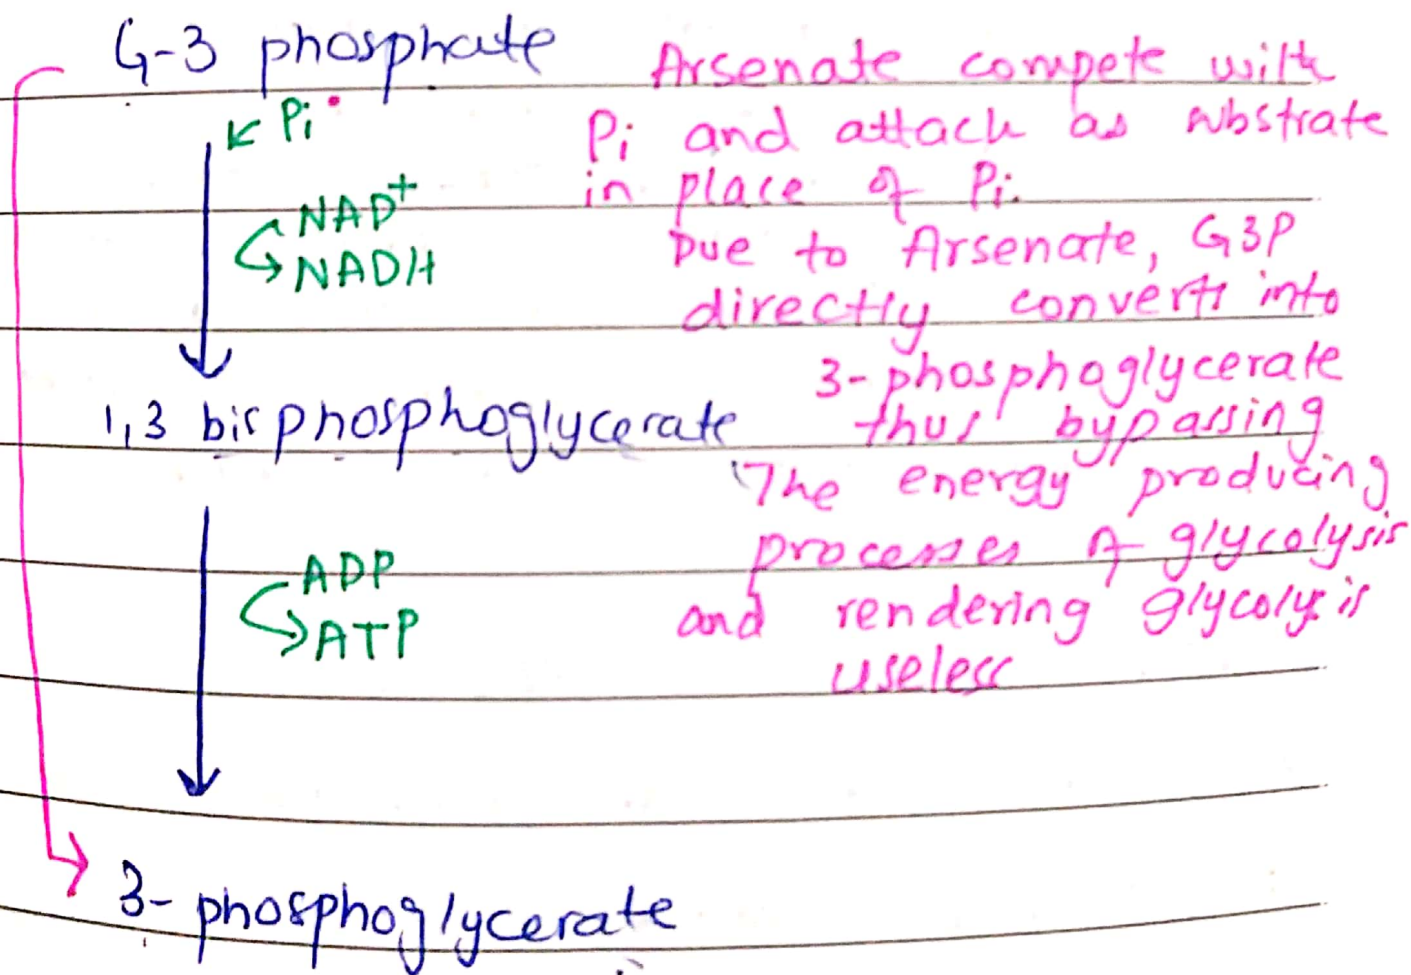 G-3 phosphate
Pi
NAD+
NADH
1,3 bisphosphoglycerate
ADP
ATP
3-phosphoglycerate
Arsenate compete with
Pi and attach as substrate
in place of Pi.
Due to Arsenate, G3P
directly converts into
3-phosphoglycerate
thus bypassing
The energy producing
processes of glycolysis
and rendering glycolysis
useless